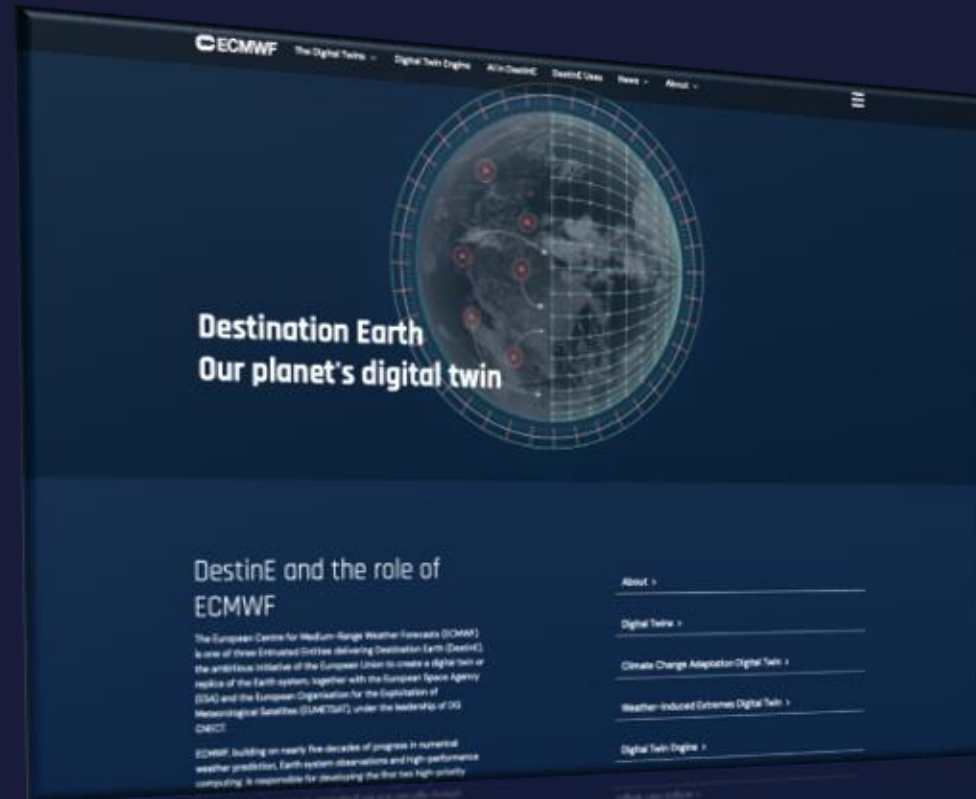 ECMWF The Digital Twins Digital Twin Engine AI in DestinE DestinE Uses News About
Destination Earth
Our planet's digital twin
DestinE and the role of
ECMWF
The European Centre for Medium-Range Weather Forecasts (ECMWF)
is one of three Entrusted Entities delivering Destination Earth (DestinE),
the ambitious initiative of the European Union to create a digital twin or
replica of the Earth system, together with the European Space Agency
(ESA) and the European Organisation for the Exploitation of
Meteorological Satellites (EUMETSAT), under the leadership of DG
CNECT.
ECMWF, building on nearly five decades of progress in numerical
weather prediction, Earth system observations and high-performance
computing, is responsible for developing the first two high-priority
About >
Digital Twins >
Climate Change Adaptation Digital Twin >
Weather-Induced Extremes Digital Twin >
Digital Twin Engine >